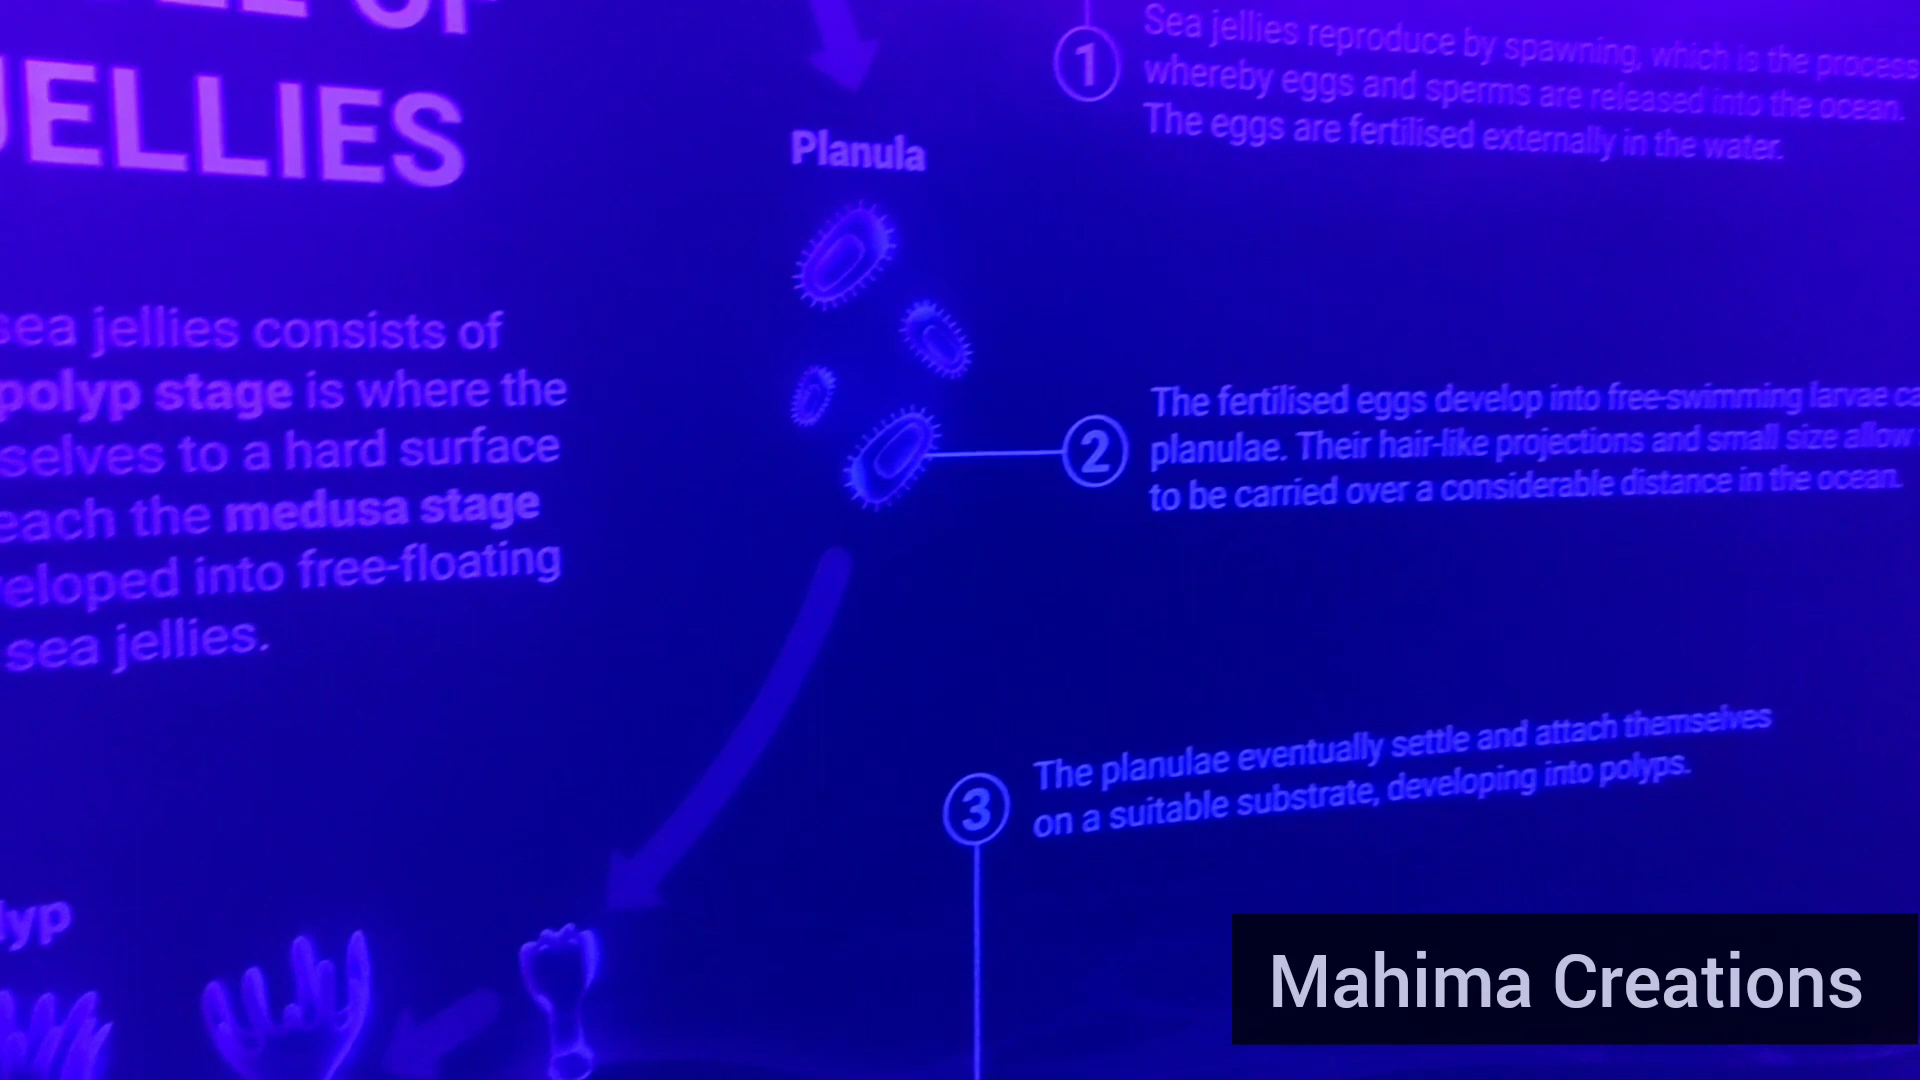 OF
JELLIES
sea jellies consists of
polyp stage is where the
selves to a hard surface
each the medusa stage
veloped into free-floating
sea jellies.
lyp
Planula
1
Sea jellies reproduce by spawning, which is the process
whereby eggs and sperms are released into the ocean.
The eggs are fertilised externally in the water.
2
The fertilised eggs develop into free-swimming larvae ca
planulae. Their hair-like projections and small size allow
to be carried over a considerable distance in the ocean.
3
The planulae eventually settle and attach themselves
on a suitable substrate, developing into polyps.
Mahima Creations